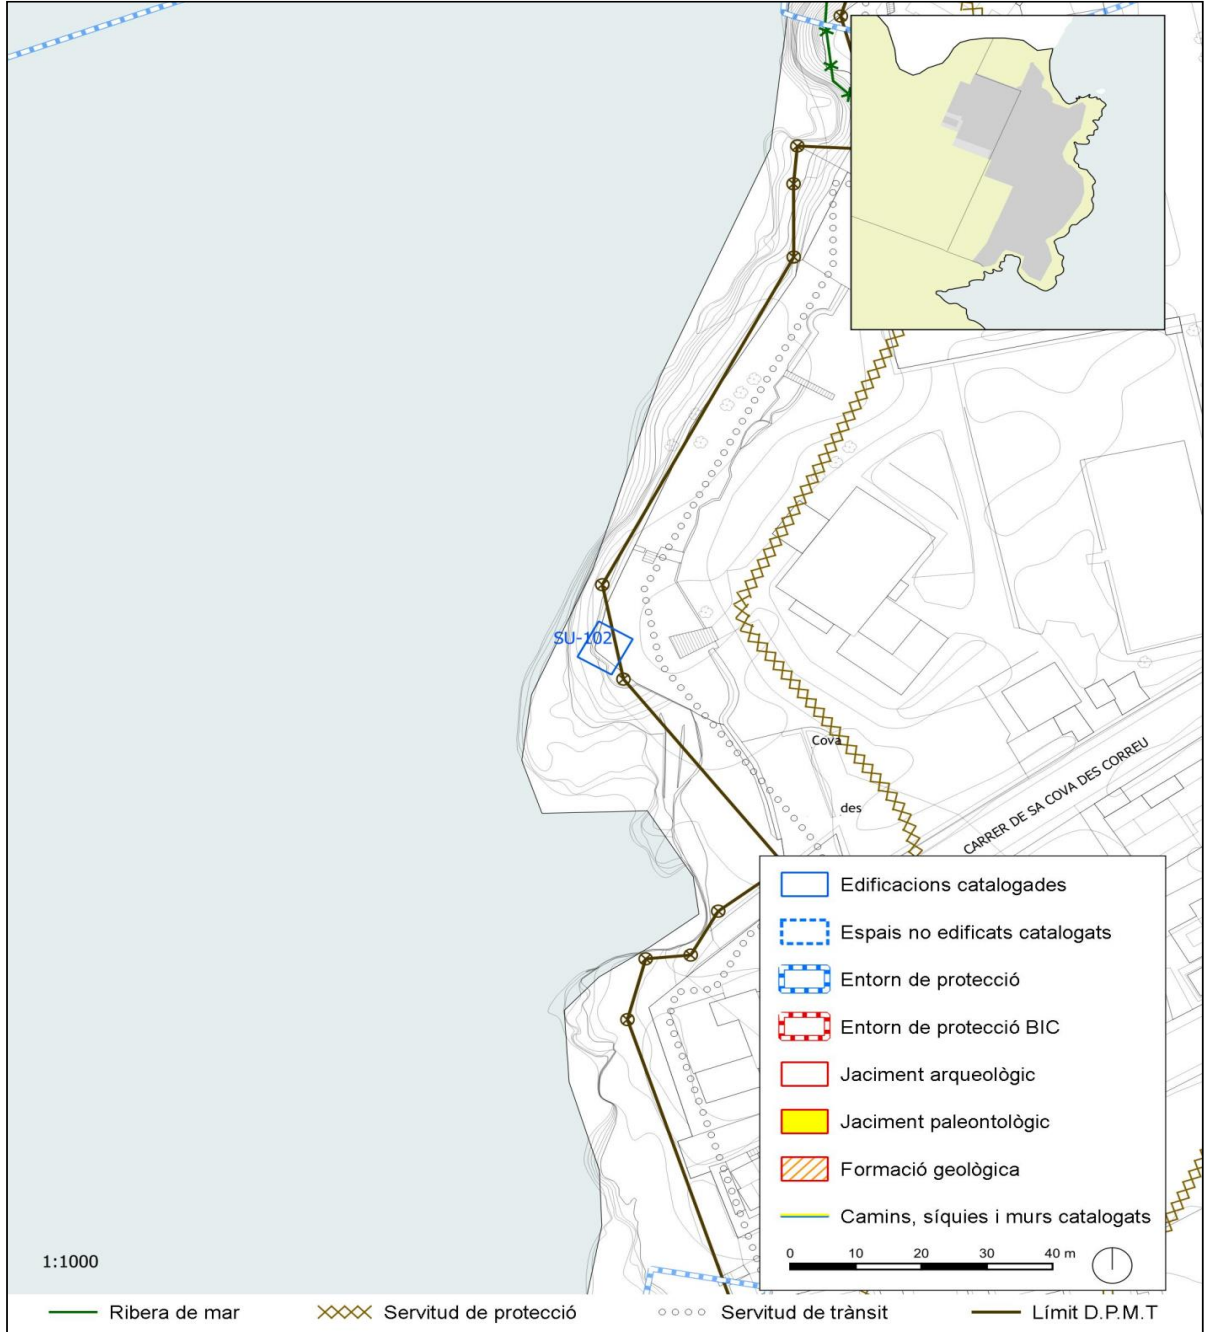 SU-102
Cova
des
CARRER DE SA COVA DES CORREU
Edificacions catalogades
Espais no edificats catalogats
Entorn de protecció
Entorn de protecció BIC
Jaciment arqueològic
Jaciment paleontològic
Formació geològica
Camins, síquies i murs catalogats
0 10 20 30 40 m
1:1000
Ribera de mar
Servitud de protecció
Servitud de trànsit
Límit D.P.M.T